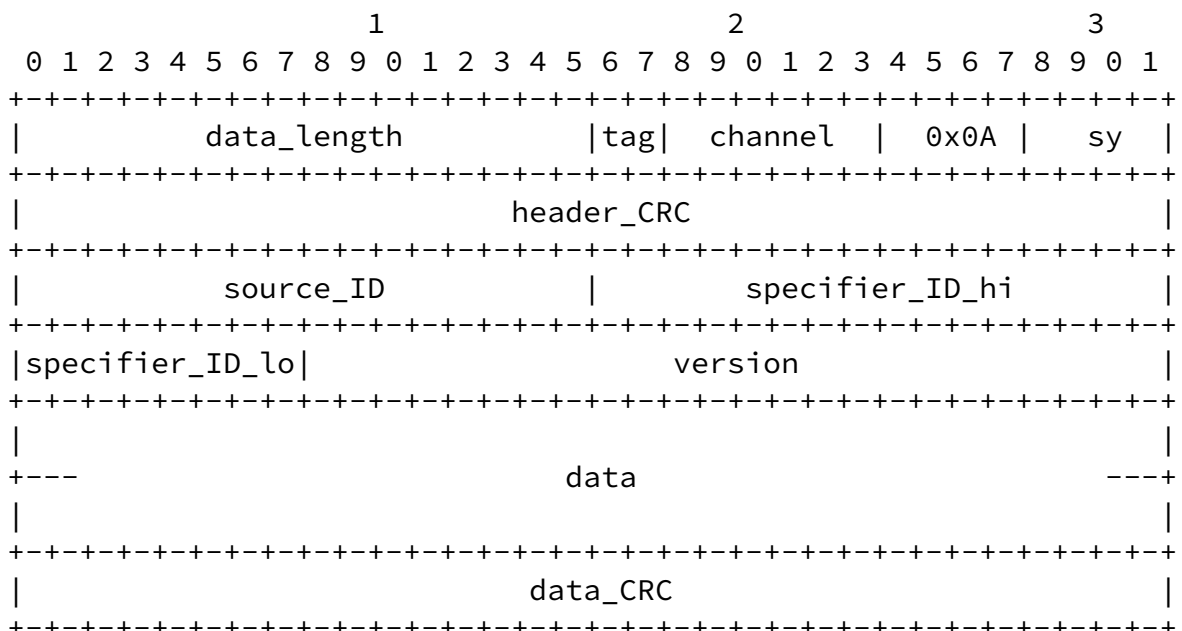 1                   2                   3
 0 1 2 3 4 5 6 7 8 9 0 1 2 3 4 5 6 7 8 9 0 1 2 3 4 5 6 7 8 9 0 1
+-+-+-+-+-+-+-+-+-+-+-+-+-+-+-+-+-+-+-+-+-+-+-+-+-+-+-+-+-+-+-+-+
|          data_length          |tag|  channel  |  0x0A |   sy  |
+-+-+-+-+-+-+-+-+-+-+-+-+-+-+-+-+-+-+-+-+-+-+-+-+-+-+-+-+-+-+-+-+
|                           header_CRC                          |
+-+-+-+-+-+-+-+-+-+-+-+-+-+-+-+-+-+-+-+-+-+-+-+-+-+-+-+-+-+-+-+-+
|           source_ID           |        specifier_ID_hi        |
+-+-+-+-+-+-+-+-+-+-+-+-+-+-+-+-+-+-+-+-+-+-+-+-+-+-+-+-+-+-+-+-+
|specifier_ID_lo|                    version                    |
+-+-+-+-+-+-+-+-+-+-+-+-+-+-+-+-+-+-+-+-+-+-+-+-+-+-+-+-+-+-+-+-+
|                                                               |
+---                           data                          ---+
|                                                               |
+-+-+-+-+-+-+-+-+-+-+-+-+-+-+-+-+-+-+-+-+-+-+-+-+-+-+-+-+-+-+-+-+
|                            data_CRC                           |
+-+-+-+-+-+-+-+-+-+-+-+-+-+-+-+-+-+-+-+-+-+-+-+-+-+-+-+-+-+-+-+-+